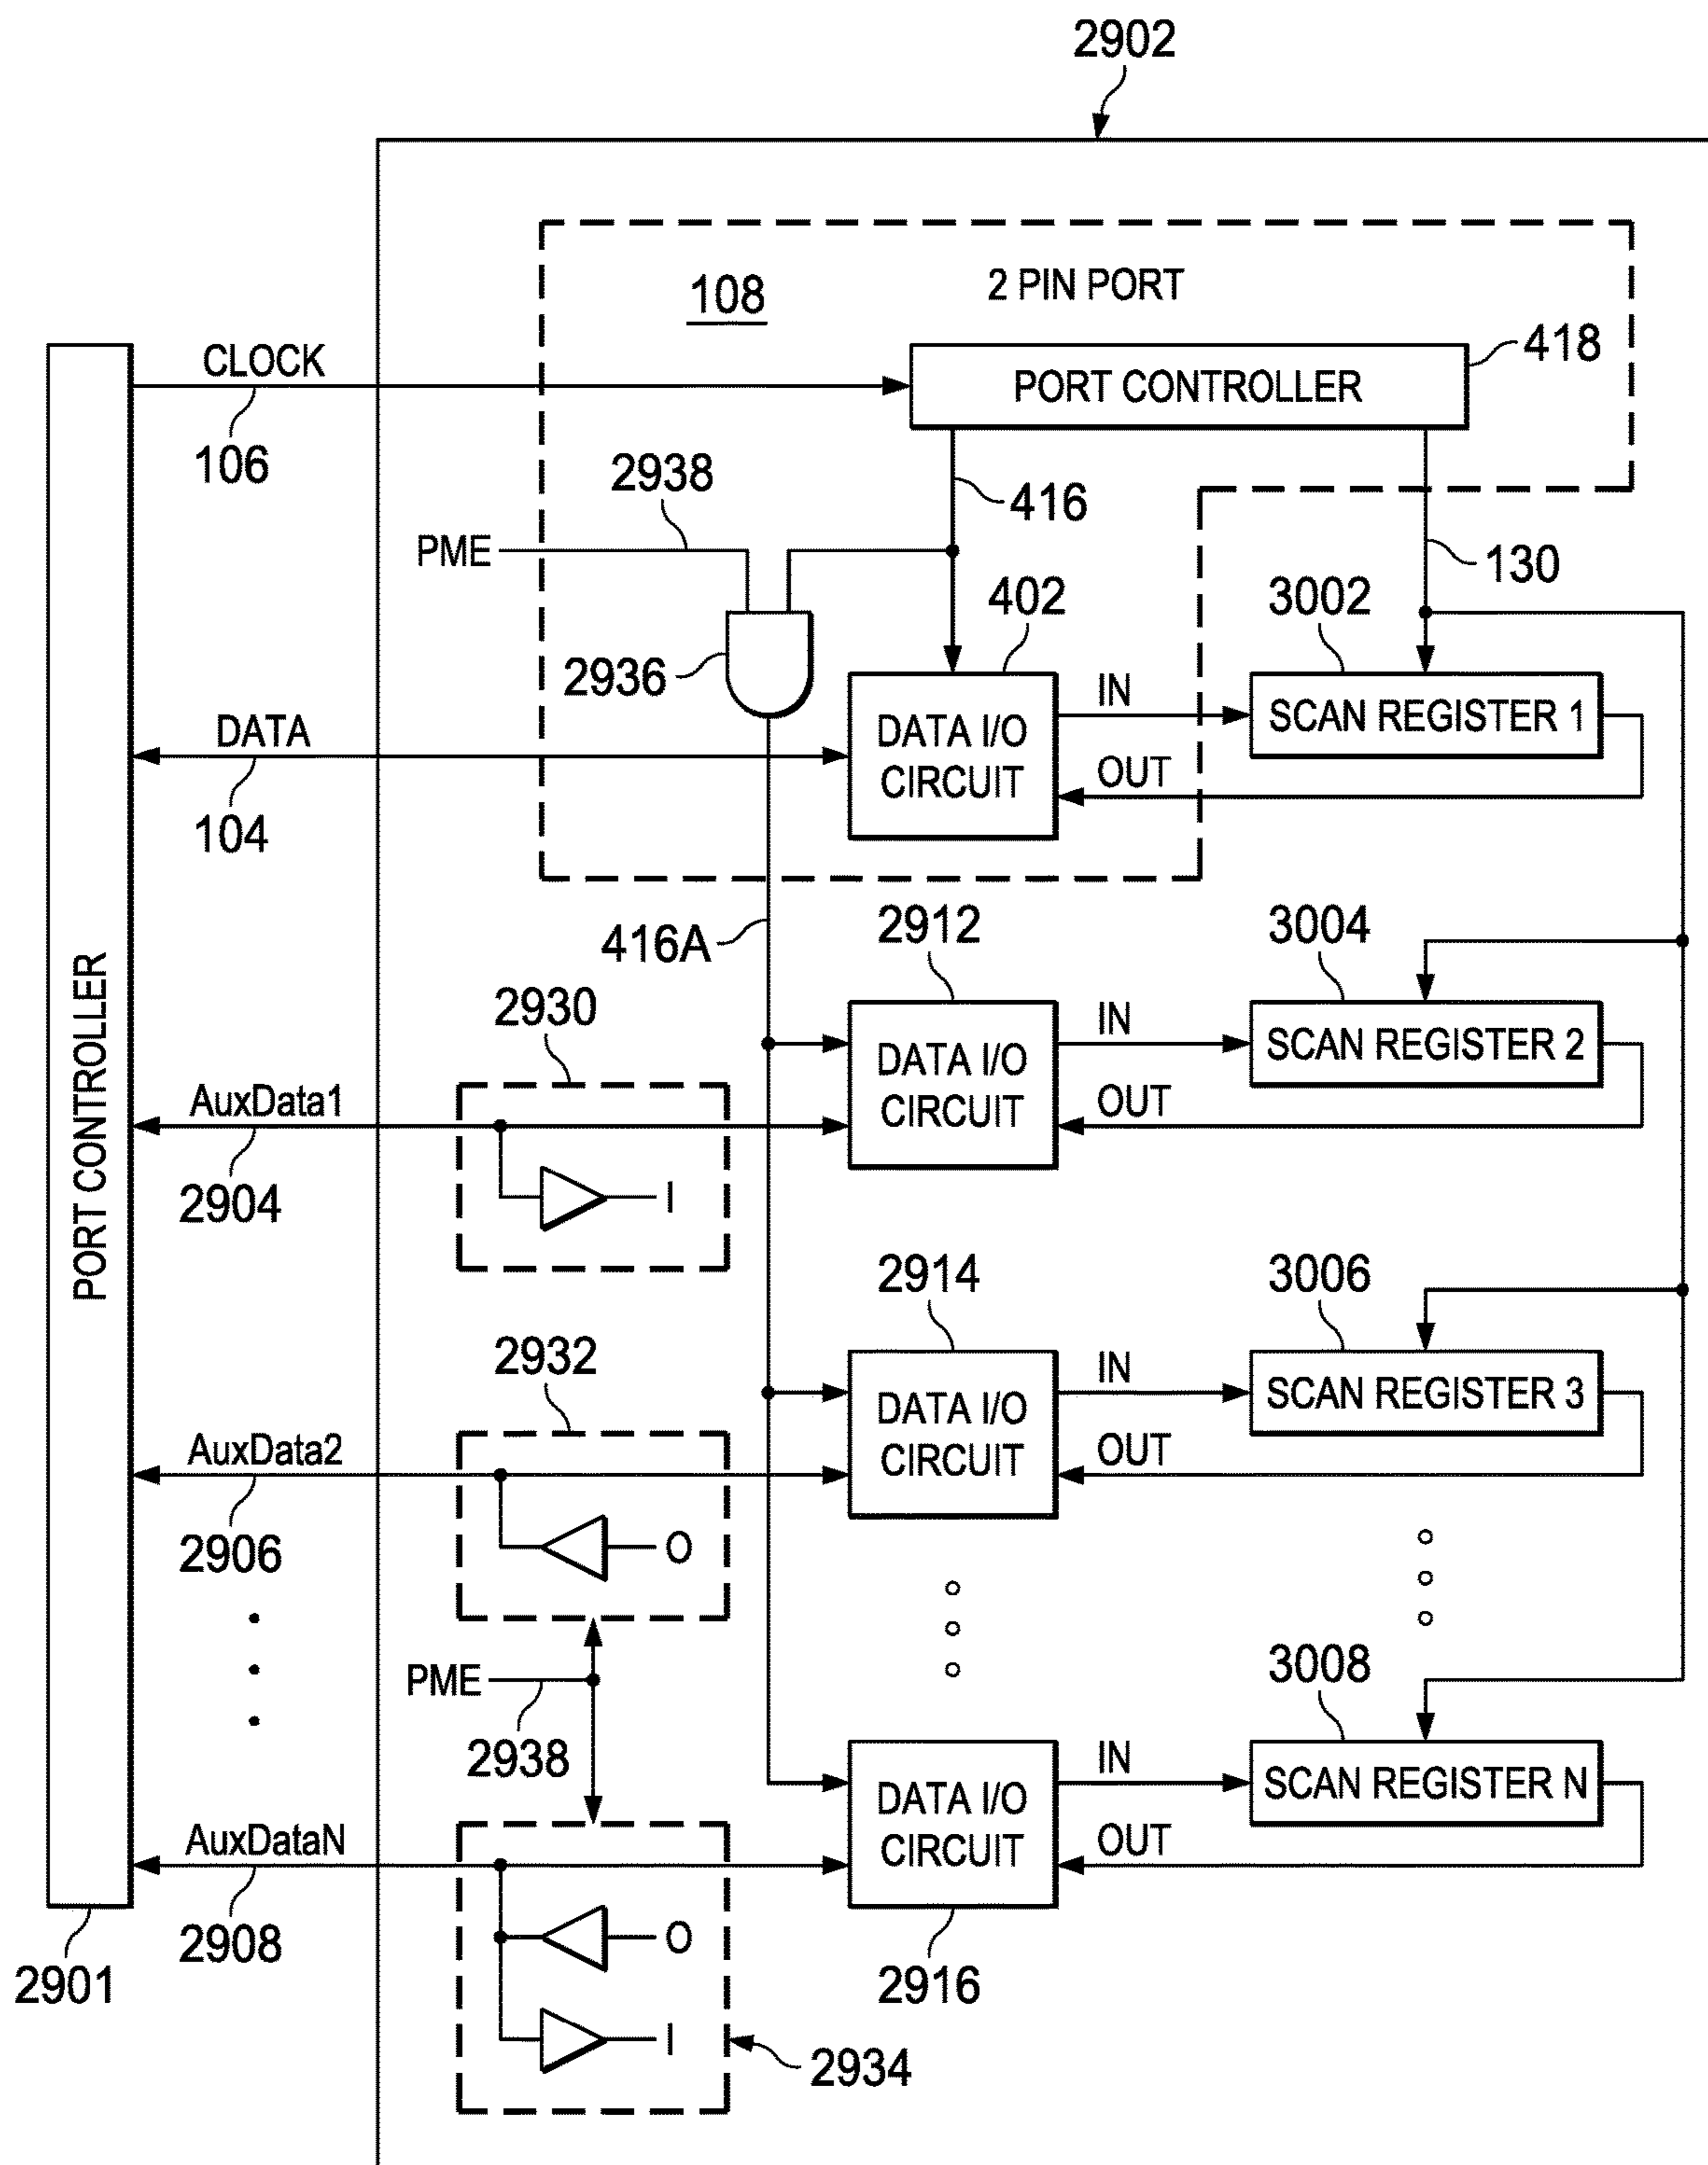 2902
108
2 PIN PORT
418
CLOCK
PORT CONTROLLER
106
2938
416
PME
130
402
3002
2936
IN
DATA
DATA I/O
CIRCUIT
SCAN REGISTER 1
OUT
104
416A
2912
3004
PORT CONTROLLER
2930
IN
DATA I/O
CIRCUIT
SCAN REGISTER 2
AuxData1
OUT
2904
I
2914
3006
2932
IN
DATA I/O
CIRCUIT
SCAN REGISTER 3
AuxData2
OUT
2906
O
PME
3008
2938
IN
DATA I/O
CIRCUIT
SCAN REGISTER N
AuxDataN
OUT
2908
O
2901
2916
I
2934